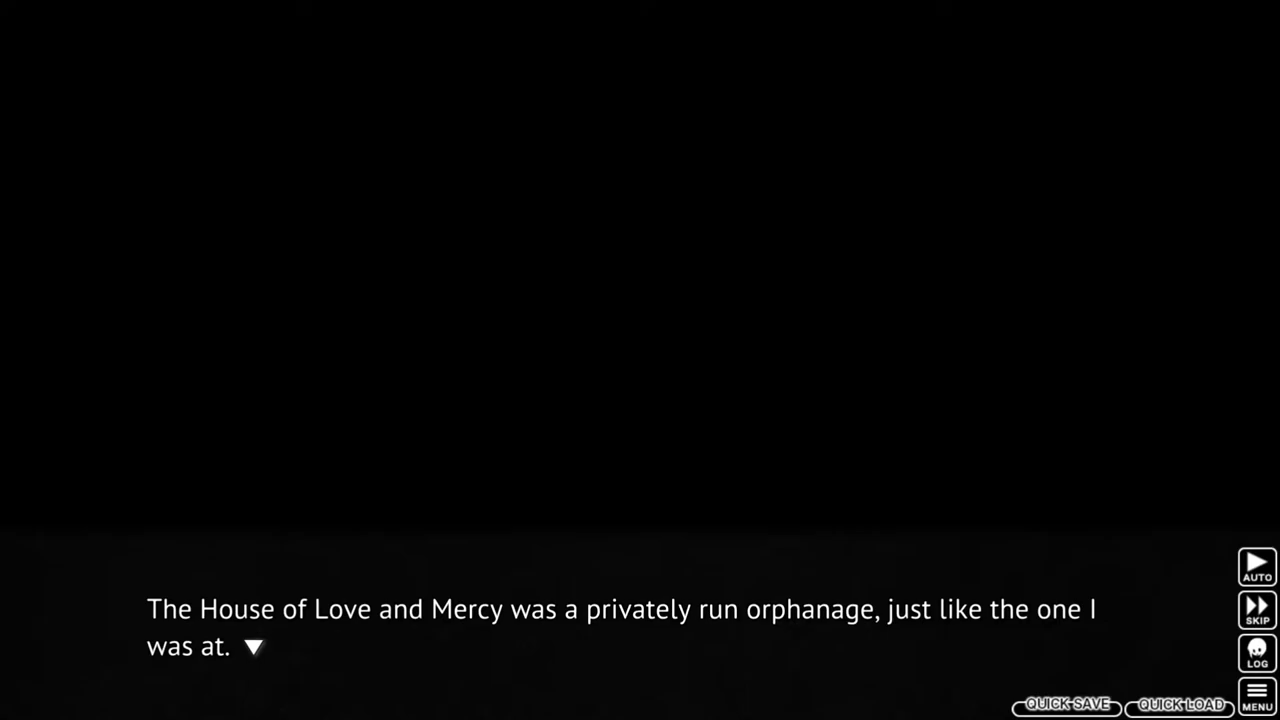 The House of Love and Mercy was a privately run orphanage, just like the one I
was at.
AUTO
SKIP
LOG
MENU
QUICK SAVE QUICK LOAD